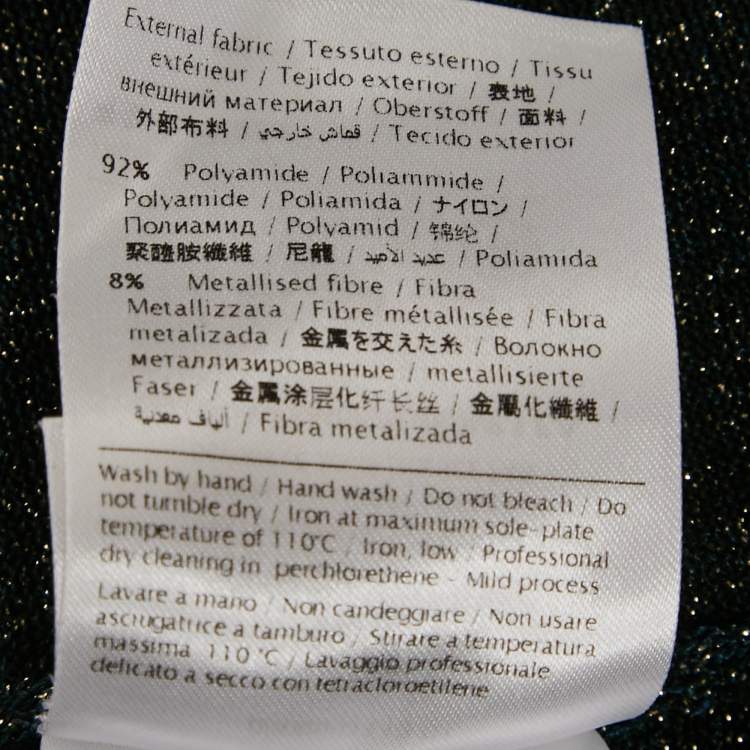 External fabric / Tessuto esterno / Tissu
extérieur / Tejido exterior / 表地 /
внешний материал / Oberstoff / 面料 /
外部布料 / قماش خارجي / Tecido exterior
92% Polyamide / Poliammide /
Polyamide / Poliamida / ナイロン /
Полиамид / Polyamid / 锦纶 /
聚醯胺纖維 / 尼龍 / عديد الأميد / Poliamida
8% Metallised fibre / Fibra
Metallizzata / Fibre métallisée / Fibra
metalizada / 金属を交えた糸 / Волокно
металлизированные / metallisierte
Faser / 金属涂层化纤长丝 / 金屬化纖維 /
ألياف معدنية / Fibra metalizada
Wash by hand / Hand wash / Do not bleach / Do
not tumble dry / Iron at maximum sole-plate
temperature of 110°C / Iron, low / Professional
dry cleaning in perchlorethene - Mild process
Lavare a mano / Non candeggiare / Non usare
asciugatrice a tamburo / Stirare a temperatura
massima 110°C / Lavaggio professionale
delicato a secco con tetracloroetilene